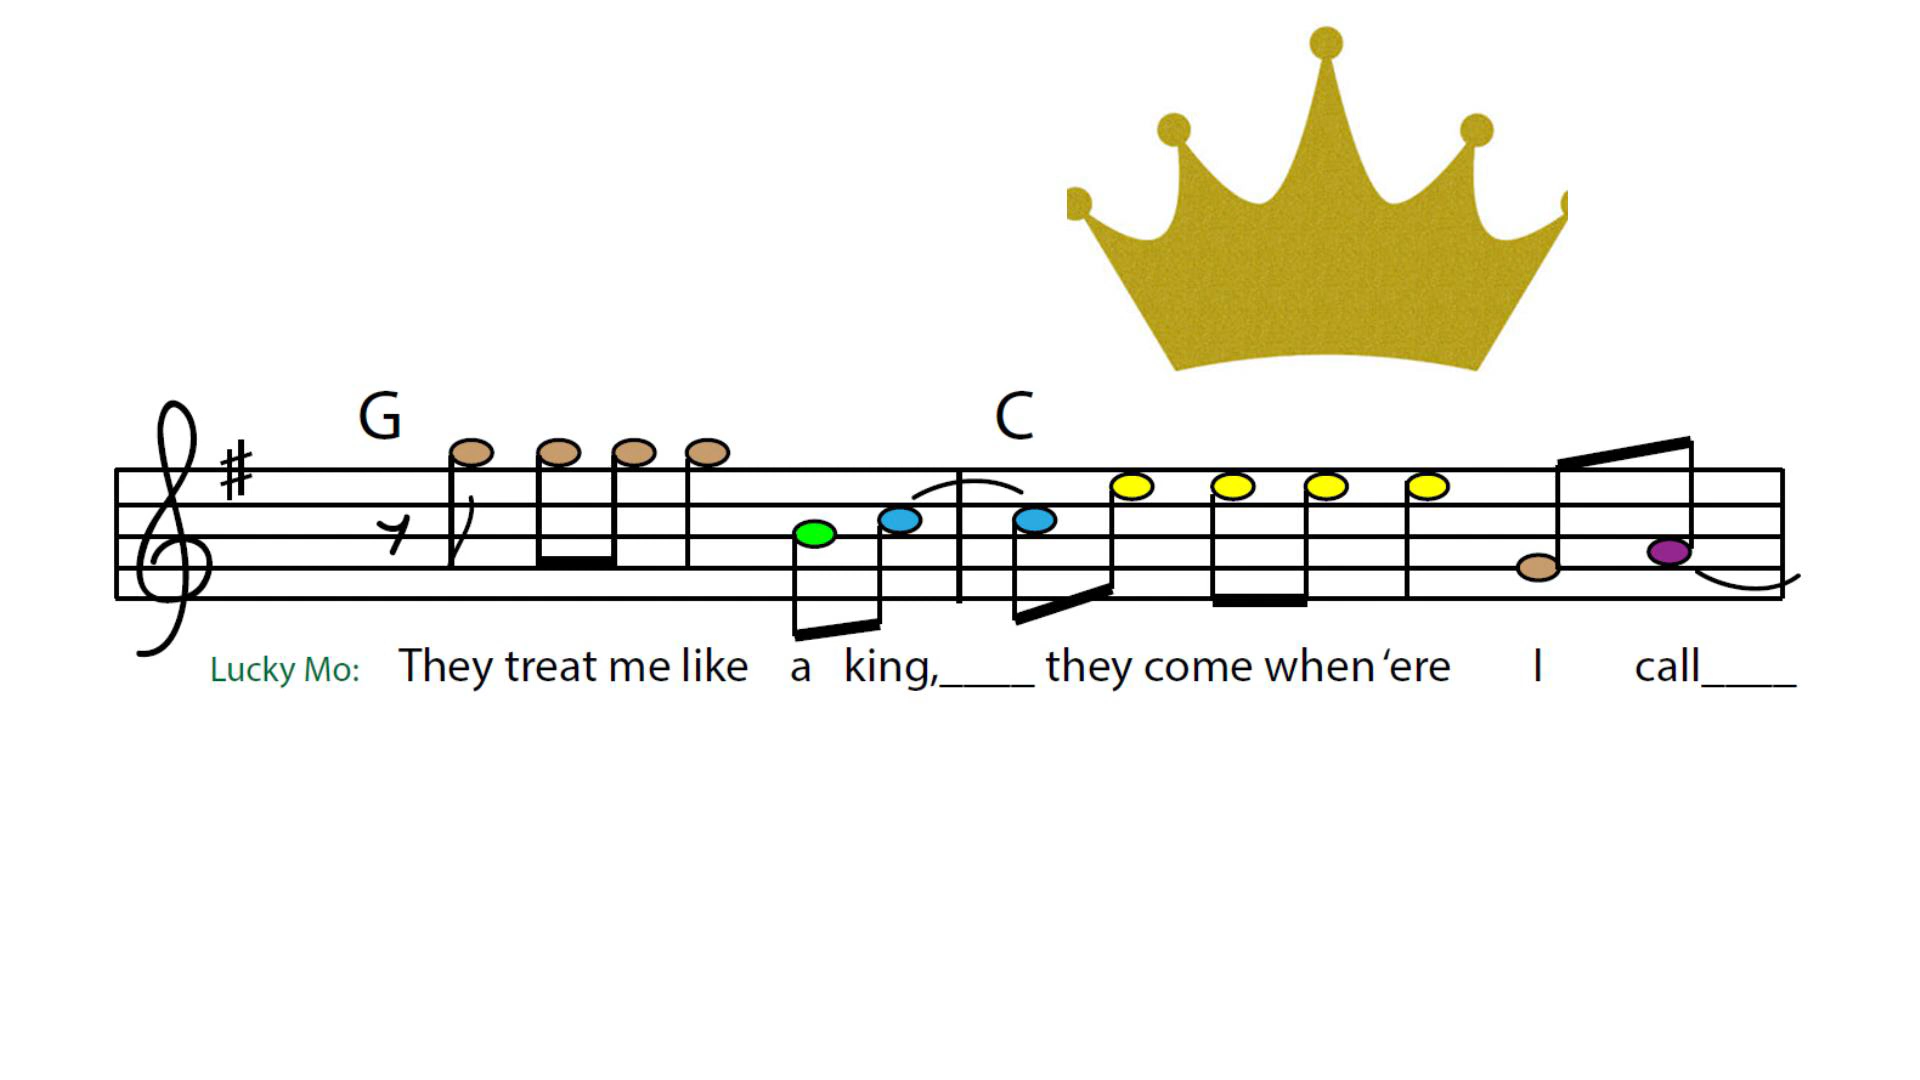 G C
Lucky Mo: They treat me like a king,____ they come when ‘ere I call____